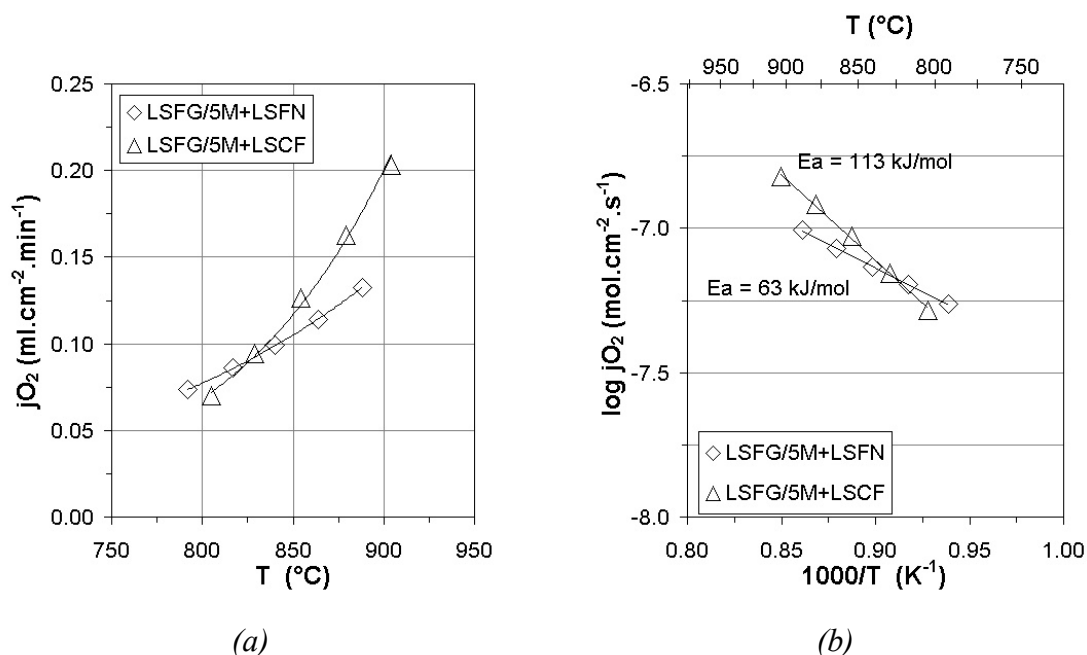 0.25
0.20
0.15
0.10
0.05
0.00
jO₂ (ml.cm⁻².min⁻¹)
LSFG/5M+LSFN
LSFG/5M+LSCF
750 800 850 900 950
T (°C)
(a)
T (°C)
950 900 850 800 750
-6.5
-7.0
-7.5
-8.0
log jO₂ (mol.cm⁻².s⁻¹)
Ea = 113 kJ/mol
Ea = 63 kJ/mol
LSFG/5M+LSFN
LSFG/5M+LSCF
0.80 0.85 0.90 0.95 1.00
1000/T (K⁻¹)
(b)